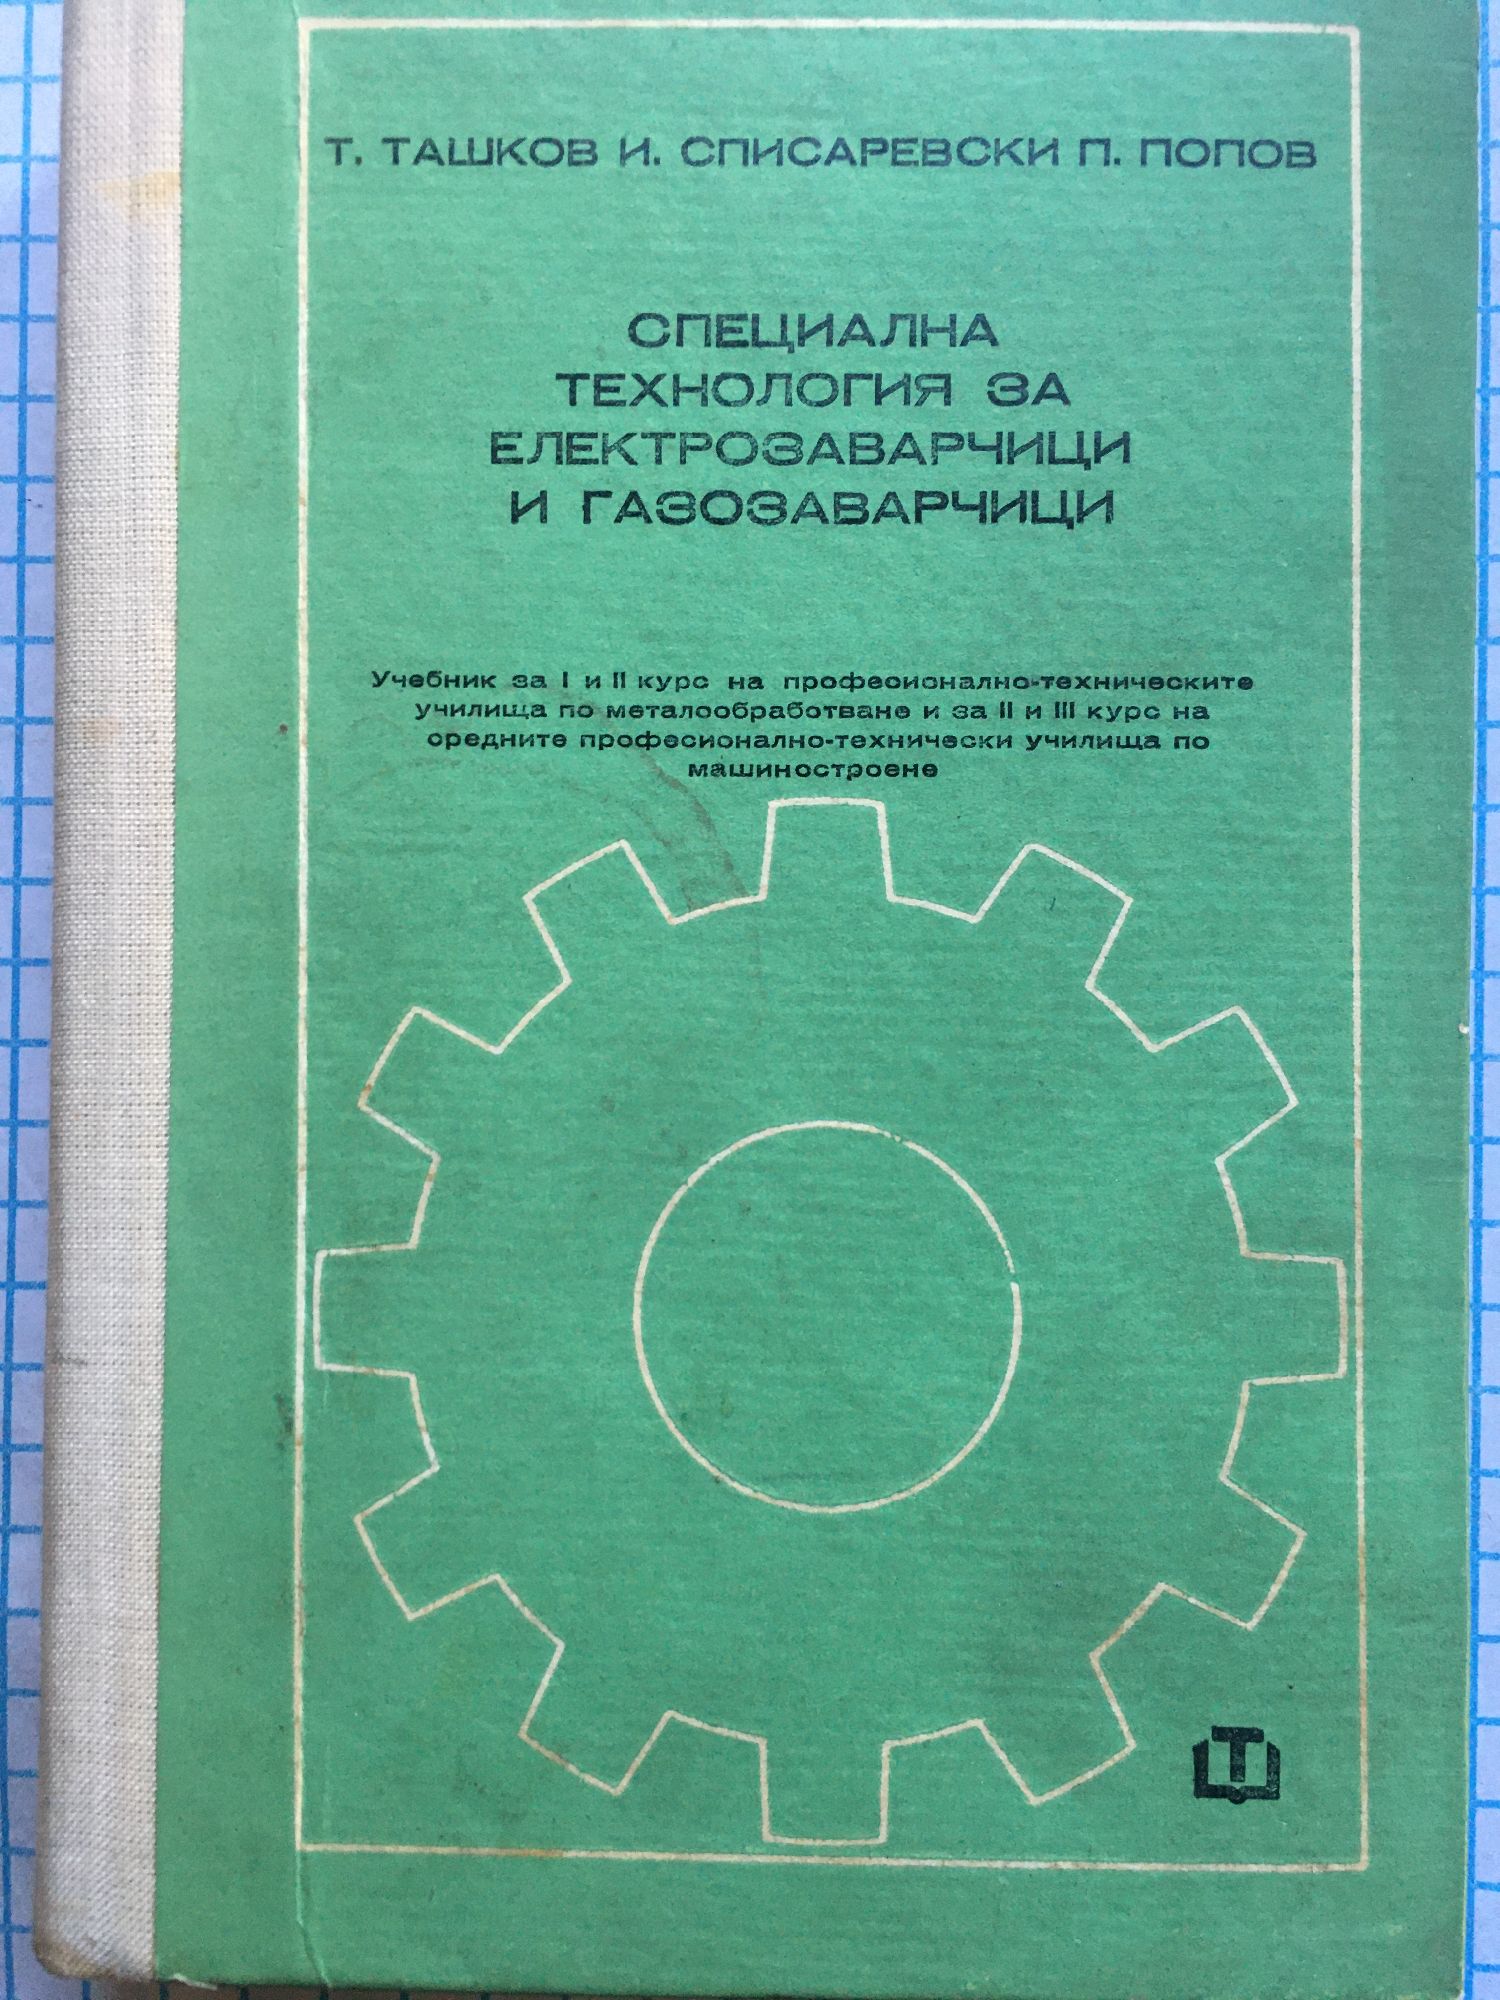 Т. ТАШКОВ И. СПИСАРЕВСКИ П. ПОПОВ
СПЕЦИАЛНА
ТЕХНОЛОГИЯ ЗА
ЕЛЕКТРОЗАВАРЧИЦИ
И ГАЗОЗАВАРЧИЦИ
Учебник за I и II курс на професионално-техническите
училища по металообработване и за II и III курс на
средните професионално-технически училища по
машиностроене
Т